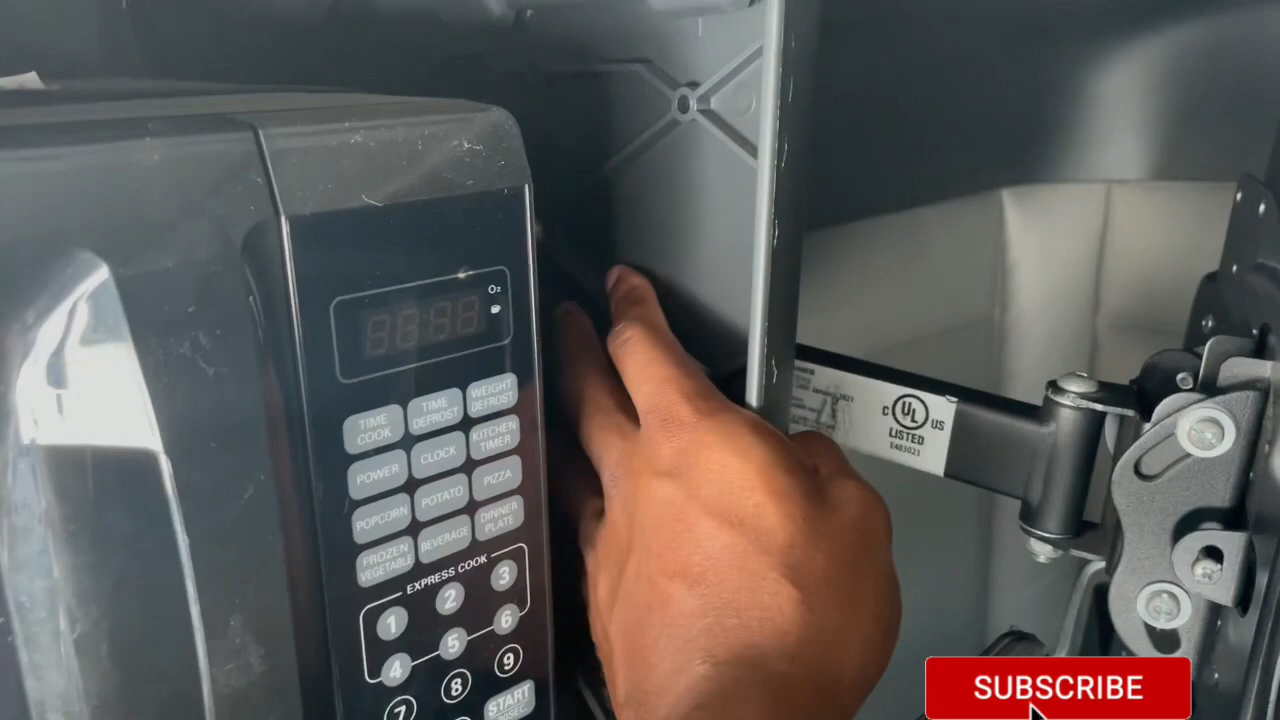 Oz
TIME COOK
TIME DEFROST
WEIGHT DEFROST
POWER
CLOCK
KITCHEN TIMER
POPCORN
POTATO
PIZZA
FROZEN VEGETABLE
BEVERAGE
DINNER PLATE
EXPRESS COOK
1
2
3
4
5
6
7
8
9
START
C UL US
LISTED
E483023
SUBSCRIBE